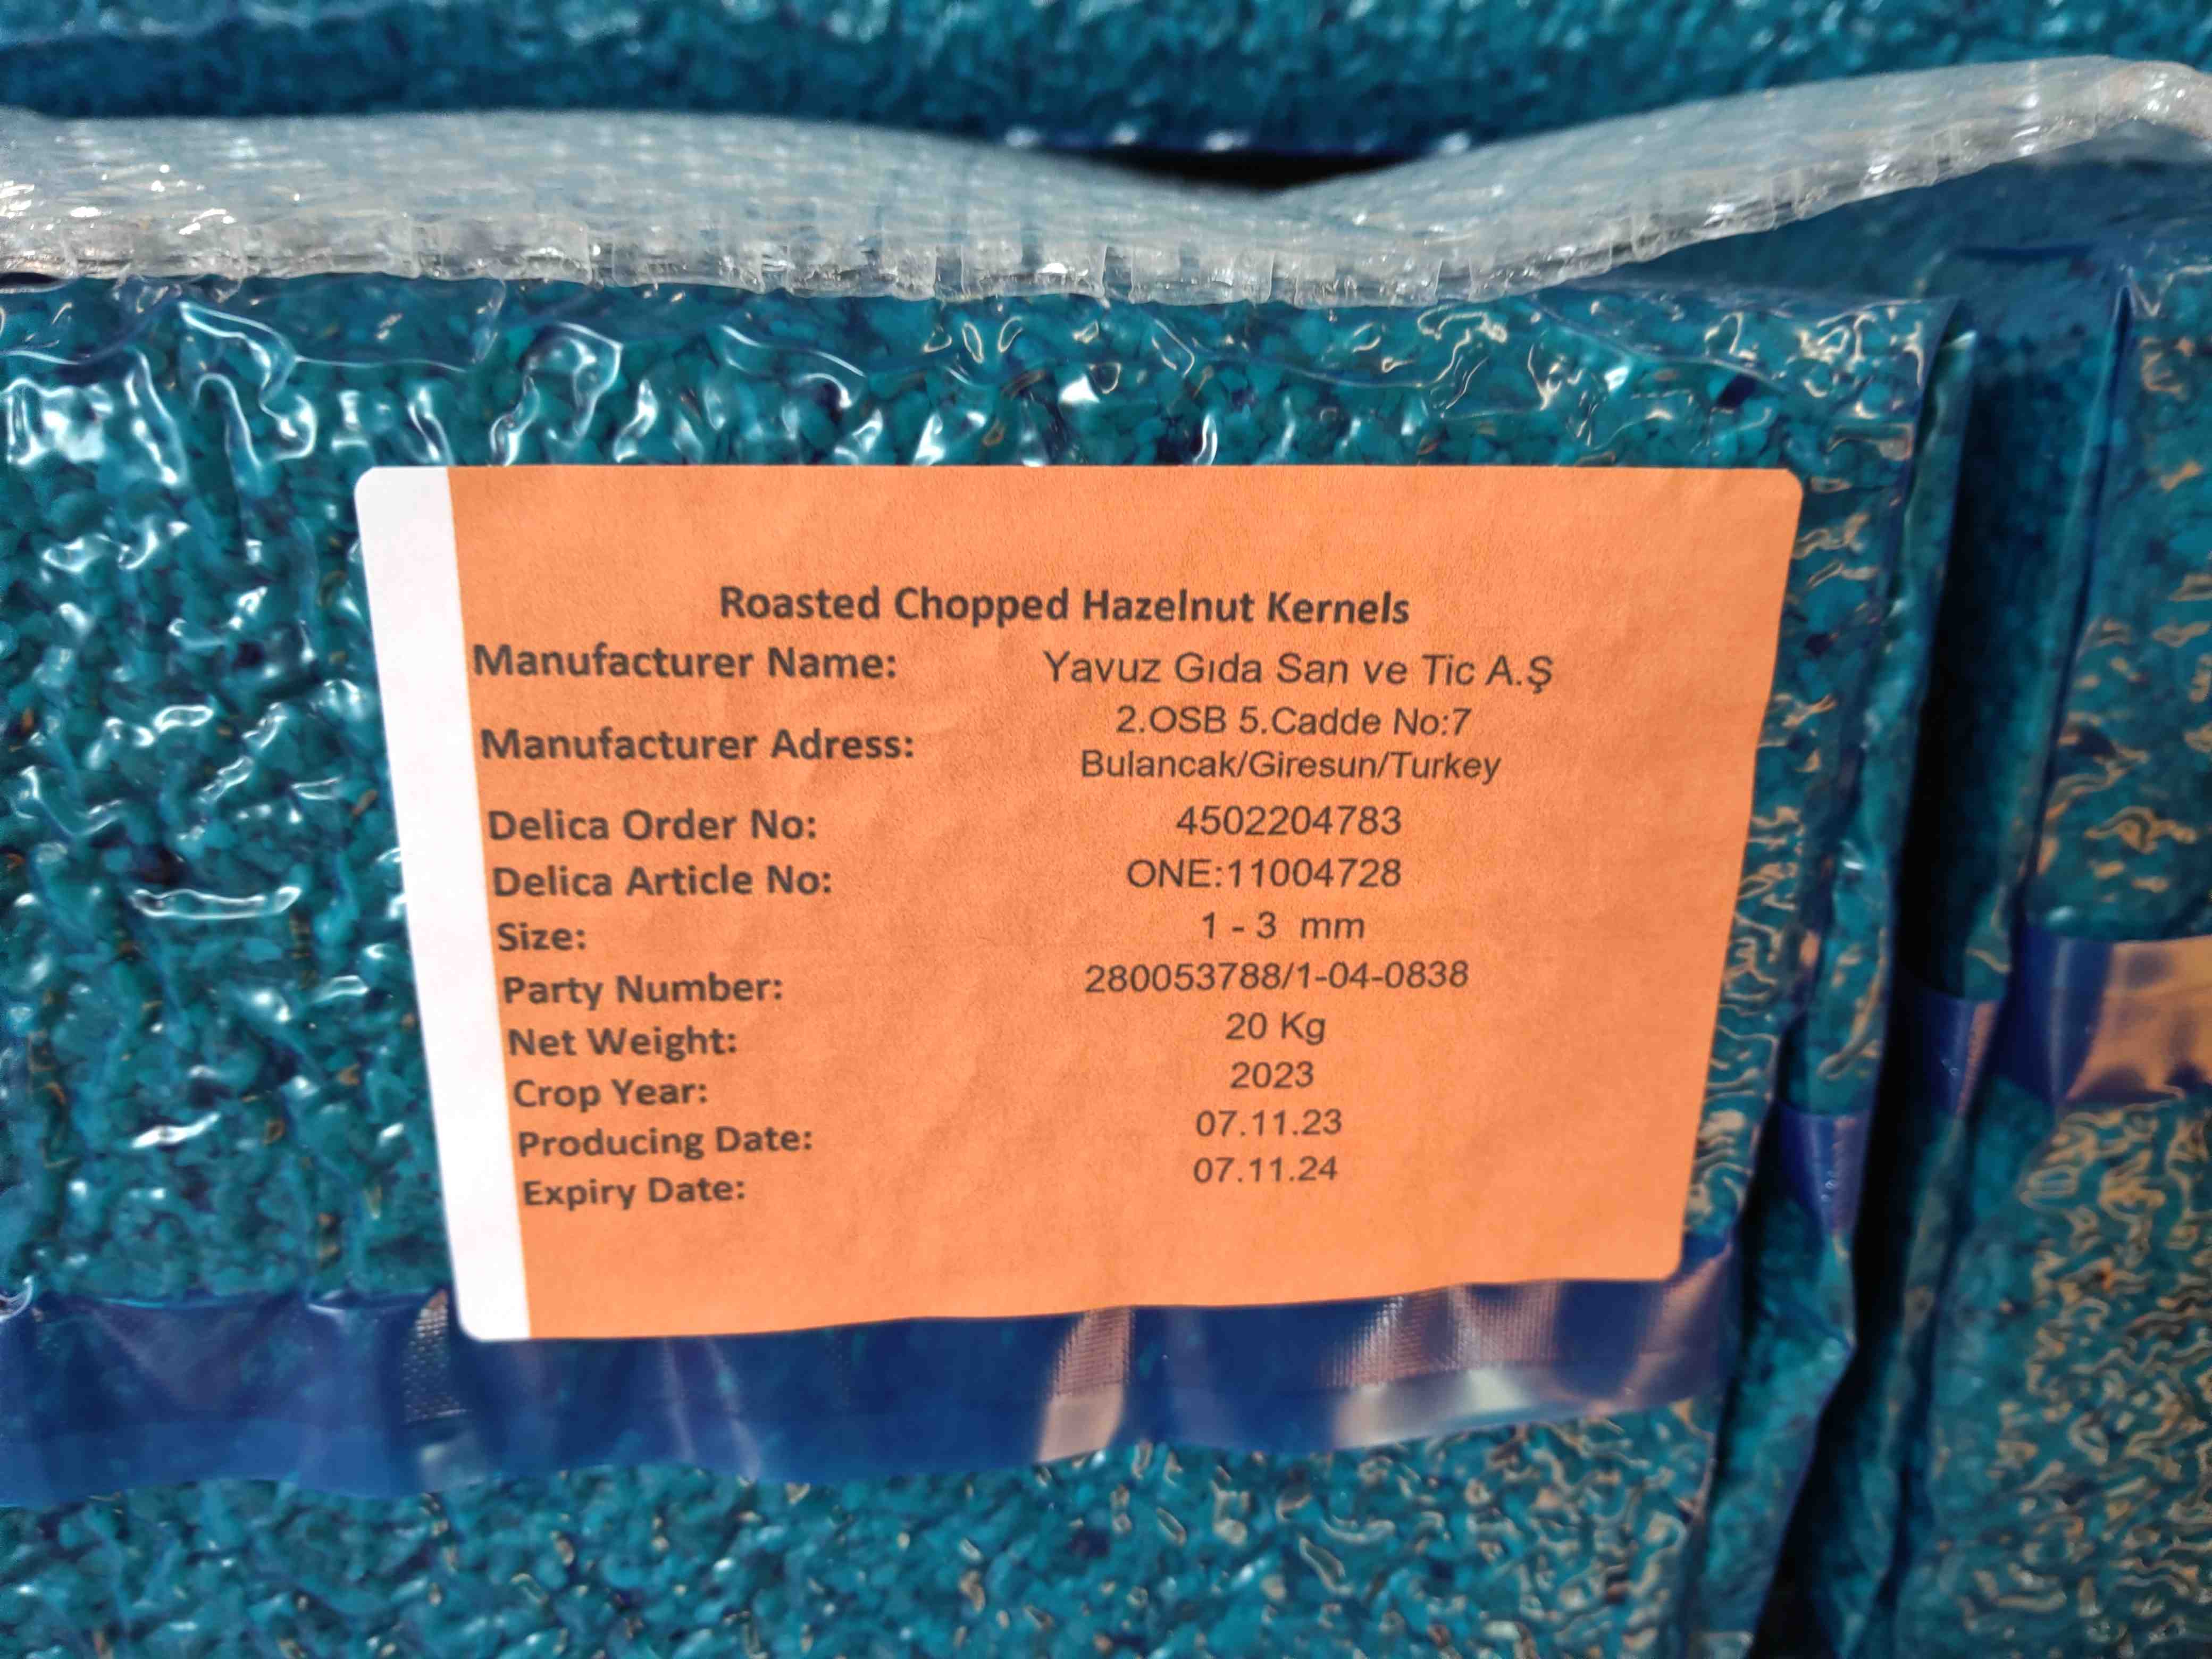 Roasted Chopped Hazelnut Kernels
Manufacturer Name: Yavuz Gıda San ve Tic A.Ş
Manufacturer Adress: 2.OSB 5.Cadde No:7
Bulancak/Giresun/Turkey
Delica Order No: 4502204783
Delica Article No: ONE:11004728
Size: 1 - 3 mm
Party Number: 280053788/1-04-0838
Net Weight: 20 Kg
Crop Year: 2023
Producing Date: 07.11.23
Expiry Date: 07.11.24